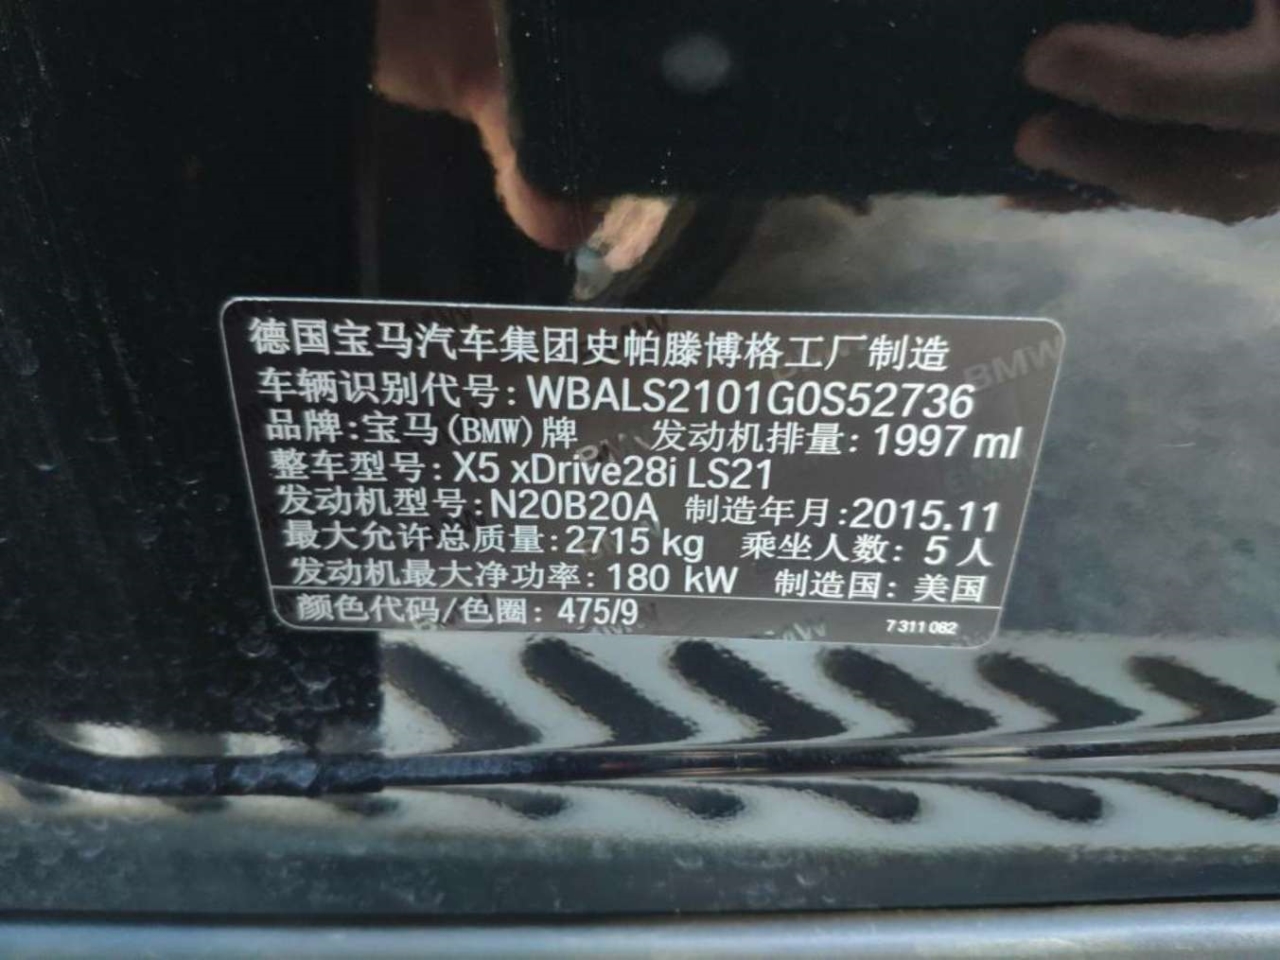 德国宝马汽车集团史帕滕博格工厂制造
车辆识别代号: WBALS2101G0S52736
品牌:宝马(BMW)牌 发动机排量: 1997 ml
整车型号: X5 xDrive28i LS21
发动机型号: N20B20A 制造年月:2015.11
最大允许总质量: 2715 kg 乘坐人数: 5 人
发动机最大净功率: 180 kW 制造国: 美国
颜色代码/色圈: 475/9 7 311 082